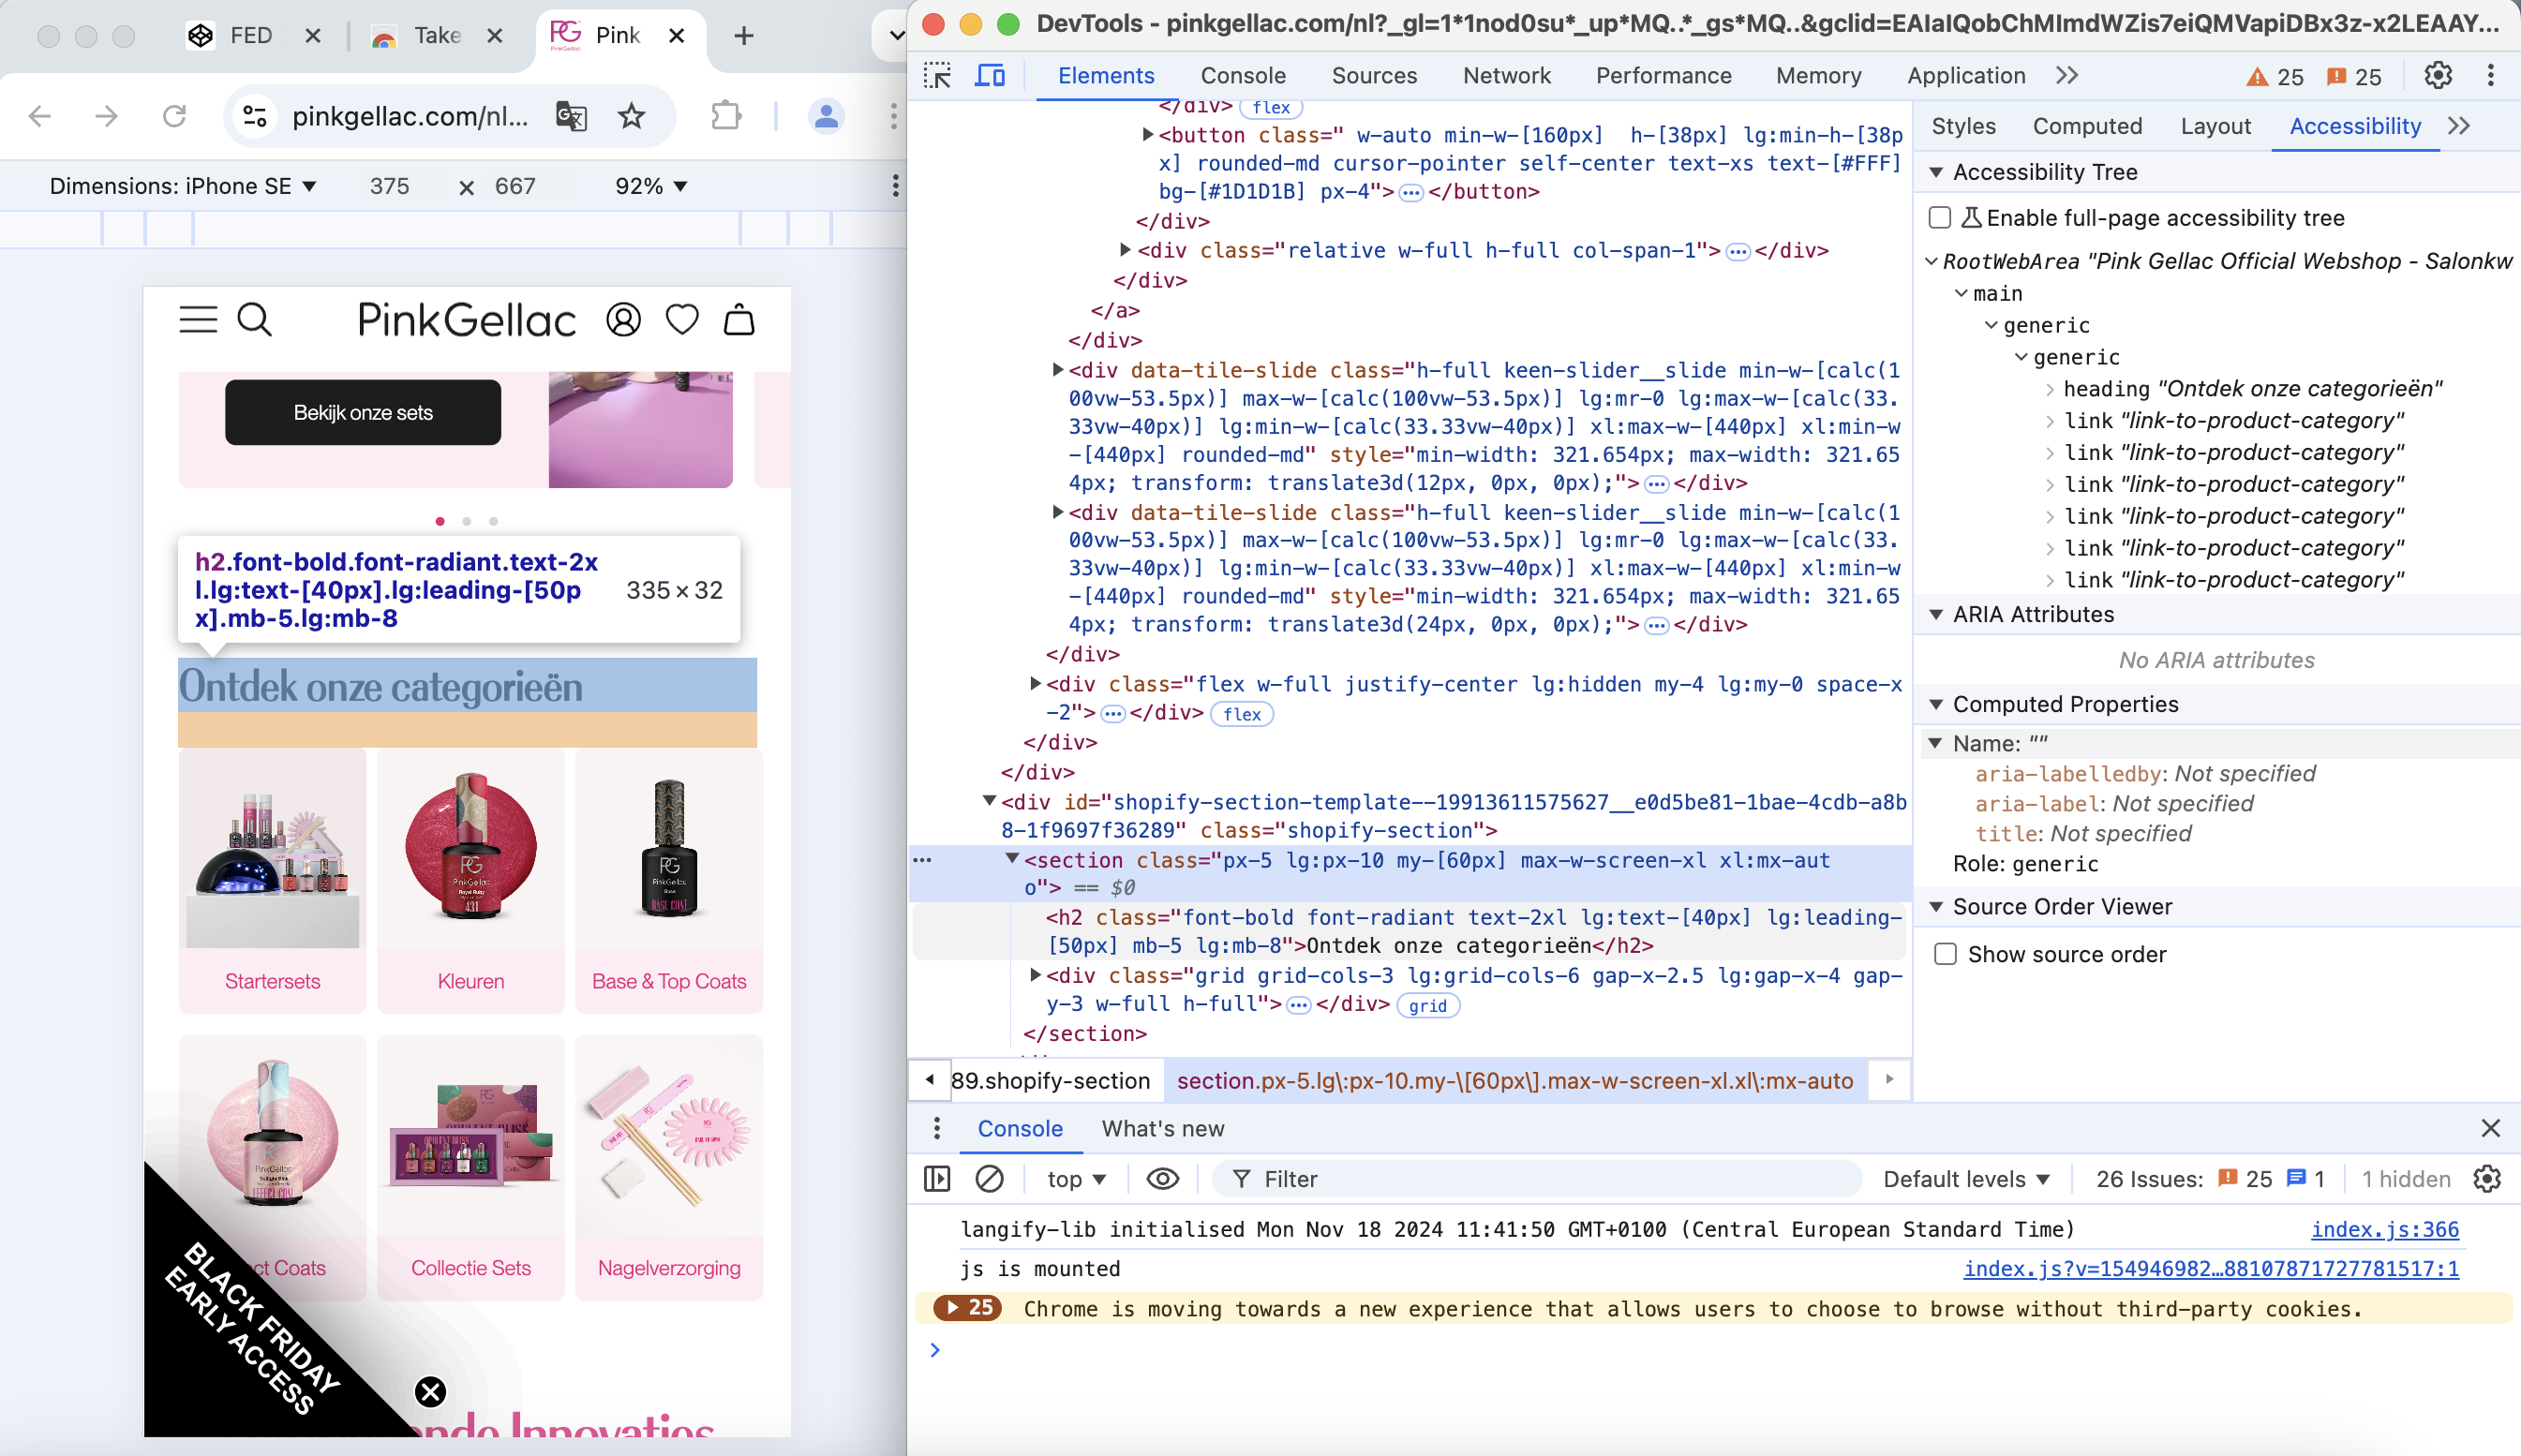 FED
Take
Pink
pinkgellac.com/nl...
Dimensions: iPhone SE
375
×
667
92%
PinkGellac
Bekijk onze sets
h2.font-bold.font-radiant.text-2x
l.lg:text-[40px].lg:leading-[50p
x].mb-5.lg:mb-8
335 × 32
Ontdek onze categorieën
Startersets
Kleuren
Base & Top Coats
ct Coats
Collectie Sets
Nagelverzorging
BLACK FRIDAY
EARLY ACCESS
nde Innovaties
DevTools - pinkgellac.com/nl?_gl=1*1nod0su*_up*MQ..*_gs*MQ..&gclid=EAIaIQobChMImdWZis7eiQMVapiDBx3z-x2LEAAY...
Elements
Console
Sources
Network
Performance
Memory
Application
25
25
</div> flex
<button class=" w-auto min-w-[160px]  h-[38px] lg:min-h-[38p
x] rounded-md cursor-pointer self-center text-xs text-[#FFF]
bg-[#1D1D1B] px-4"> … </button>
</div>
<div class="relative w-full h-full col-span-1"> … </div>
</div>
</a>
</div>
<div data-tile-slide class="h-full keen-slider__slide min-w-[calc(1
00vw-53.5px)] max-w-[calc(100vw-53.5px)] lg:mr-0 lg:max-w-[calc(33.
33vw-40px)] lg:min-w-[calc(33.33vw-40px)] xl:max-w-[440px] xl:min-w
-[440px] rounded-md" style="min-width: 321.654px; max-width: 321.65
4px; transform: translate3d(12px, 0px, 0px);"> … </div>
<div data-tile-slide class="h-full keen-slider__slide min-w-[calc(1
00vw-53.5px)] max-w-[calc(100vw-53.5px)] lg:mr-0 lg:max-w-[calc(33.
33vw-40px)] lg:min-w-[calc(33.33vw-40px)] xl:max-w-[440px] xl:min-w
-[440px] rounded-md" style="min-width: 321.654px; max-width: 321.65
4px; transform: translate3d(24px, 0px, 0px);"> … </div>
</div>
<div class="flex w-full justify-center lg:hidden my-4 lg:my-0 space-x
-2"> … </div> flex
</div>
</div>
<div id="shopify-section-template--19913611575627__e0d5be81-1bae-4cdb-a8b
8-1f9697f36289" class="shopify-section">
<section class="px-5 lg:px-10 my-[60px] max-w-screen-xl xl:mx-aut
o"> == $0
<h2 class="font-bold font-radiant text-2xl lg:text-[40px] lg:leading-
[50px] mb-5 lg:mb-8">Ontdek onze categorieën</h2>
<div class="grid grid-cols-3 lg:grid-cols-6 gap-x-2.5 lg:gap-x-4 gap-
y-3 w-full h-full"> … </div> grid
</section>
89.shopify-section
section.px-5.lg\:px-10.my-\[60px\].max-w-screen-xl.xl\:mx-auto
Styles
Computed
Layout
Accessibility
Accessibility Tree
Enable full-page accessibility tree
RootWebArea "Pink Gellac Official Webshop - Salonkw
main
generic
generic
heading "Ontdek onze categorieën"
link "link-to-product-category"
link "link-to-product-category"
link "link-to-product-category"
link "link-to-product-category"
link "link-to-product-category"
link "link-to-product-category"
ARIA Attributes
No ARIA attributes
Computed Properties
Name: ""
aria-labelledby: Not specified
aria-label: Not specified
title: Not specified
Role: generic
Source Order Viewer
Show source order
Console
What's new
top
Filter
Default levels
26 Issues:
25
1
1 hidden
langify-lib initialised Mon Nov 18 2024 11:41:50 GMT+0100 (Central European Standard Time)
index.js:366
js is mounted
index.js?v=154946982…88107871727781517:1
25
Chrome is moving towards a new experience that allows users to choose to browse without third-party cookies.